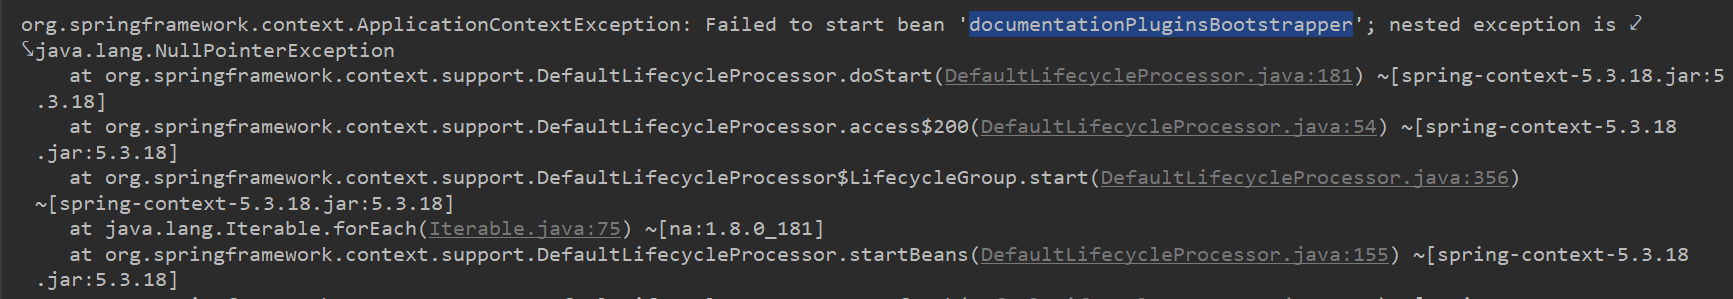 org.springframework.context.ApplicationContextException: Failed to start bean 'documentationPluginsBootstrapper'; nested exception is
java.lang.NullPointerException
at org.springframework.context.support.DefaultLifecycleProcessor.doStart(DefaultLifecycleProcessor.java:181) ~[spring-context-5.3.18.jar:5
.3.18]
at org.springframework.context.support.DefaultLifecycleProcessor.access$200(DefaultLifecycleProcessor.java:54) ~[spring-context-5.3.18
.jar:5.3.18]
at org.springframework.context.support.DefaultLifecycleProcessor$LifecycleGroup.start(DefaultLifecycleProcessor.java:356)
~[spring-context-5.3.18.jar:5.3.18]
at java.lang.Iterable.forEach(Iterable.java:75) ~[na:1.8.0_181]
at org.springframework.context.support.DefaultLifecycleProcessor.startBeans(DefaultLifecycleProcessor.java:155) ~[spring-context-5.3.18
.jar:5.3.18]